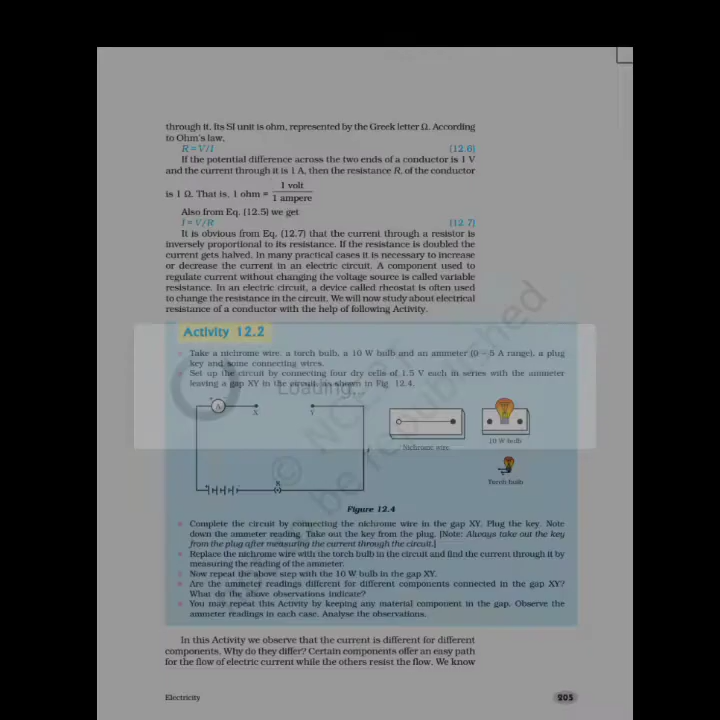 through it. Its SI unit is ohm, represented by the Greek letter Ω. According
to Ohm's law,
R = V/I (12.6)
If the potential difference across the two ends of a conductor is 1 V
and the current through it is 1 A, then the resistance R, of the conductor
is 1 Ω. That is, 1 ohm = 1 volt / 1 ampere
Also from Eq. (12.5) we get
I = V/R (12.7)
It is obvious from Eq. (12.7) that the current through a resistor is
inversely proportional to its resistance. If the resistance is doubled the
current gets halved. In many practical cases it is necessary to increase
or decrease the current in an electric circuit. A component used to
regulate current without changing the voltage source is called variable
resistance. In an electric circuit, a device called rheostat is often used
to change the resistance in the circuit. We will now study about electrical
resistance of a conductor with the help of following Activity.
Activity 12.2
Take a nichrome wire, a torch bulb, a 10 W bulb and an ammeter (0 – 5 A range), a plug
key and some connecting wires.
Set up the circuit by connecting four dry cells of 1.5 V each in series with the ammeter
leaving a gap XY in the circuit, as shown in Fig. 12.4.
Loading...
© NCERT
be republished
+ A X Y
Nichrome wire
10 W bulb
Torch bulb
+ – K
Figure 12.4
Complete the circuit by connecting the nichrome wire in the gap XY. Plug the key. Note
down the ammeter reading. Take out the key from the plug. [Note: Always take out the key
from the plug after measuring the current through the circuit.]
Replace the nichrome wire with the torch bulb in the circuit and find the current through it by
measuring the reading of the ammeter.
Now repeat the above step with the 10 W bulb in the gap XY.
Are the ammeter readings different for different components connected in the gap XY?
What do the above observations indicate?
You may repeat this Activity by keeping any material component in the gap. Observe the
ammeter readings in each case. Analyse the observations.
In this Activity we observe that the current is different for different
components. Why do they differ? Certain components offer an easy path
for the flow of electric current while the others resist the flow. We know
Electricity 205